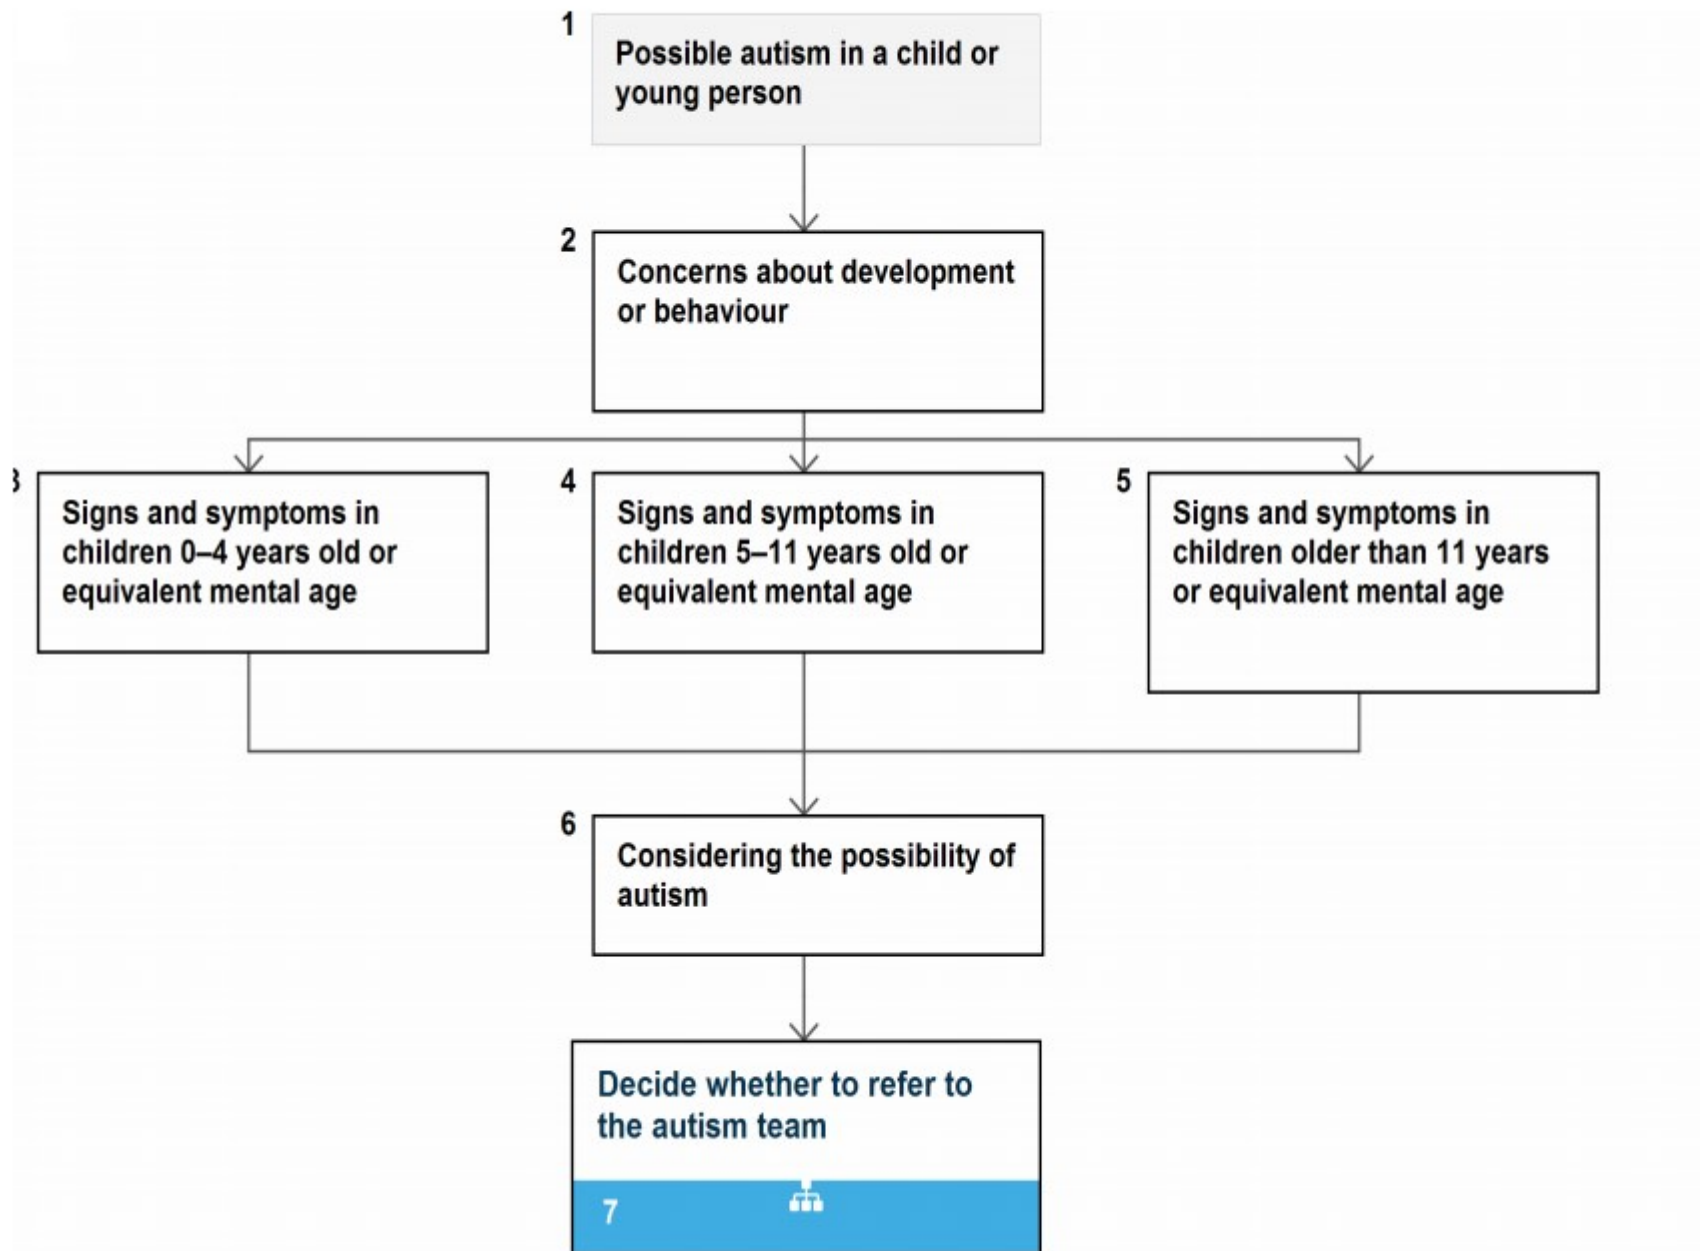 1
Possible autism in a child or
young person
2
Concerns about development
or behaviour
3
Signs and symptoms in
children 0–4 years old or
equivalent mental age
4
Signs and symptoms in
children 5–11 years old or
equivalent mental age
5
Signs and symptoms in
children older than 11 years
or equivalent mental age
6
Considering the possibility of
autism
Decide whether to refer to
the autism team
7